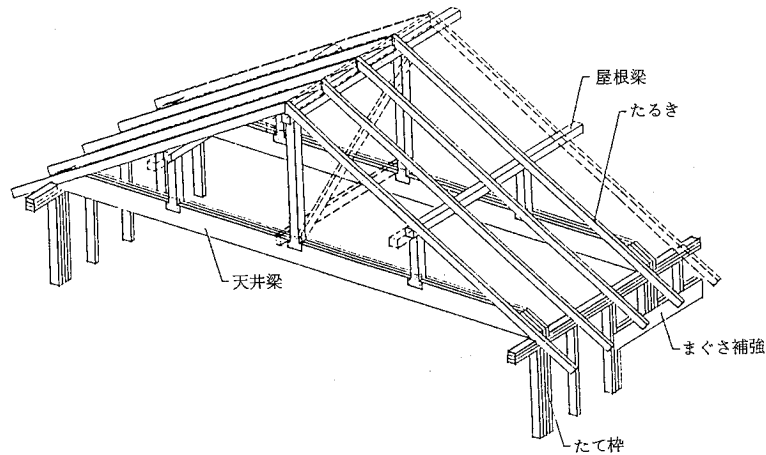 屋根梁
たるき
天井梁
まぐさ補強
たて枠